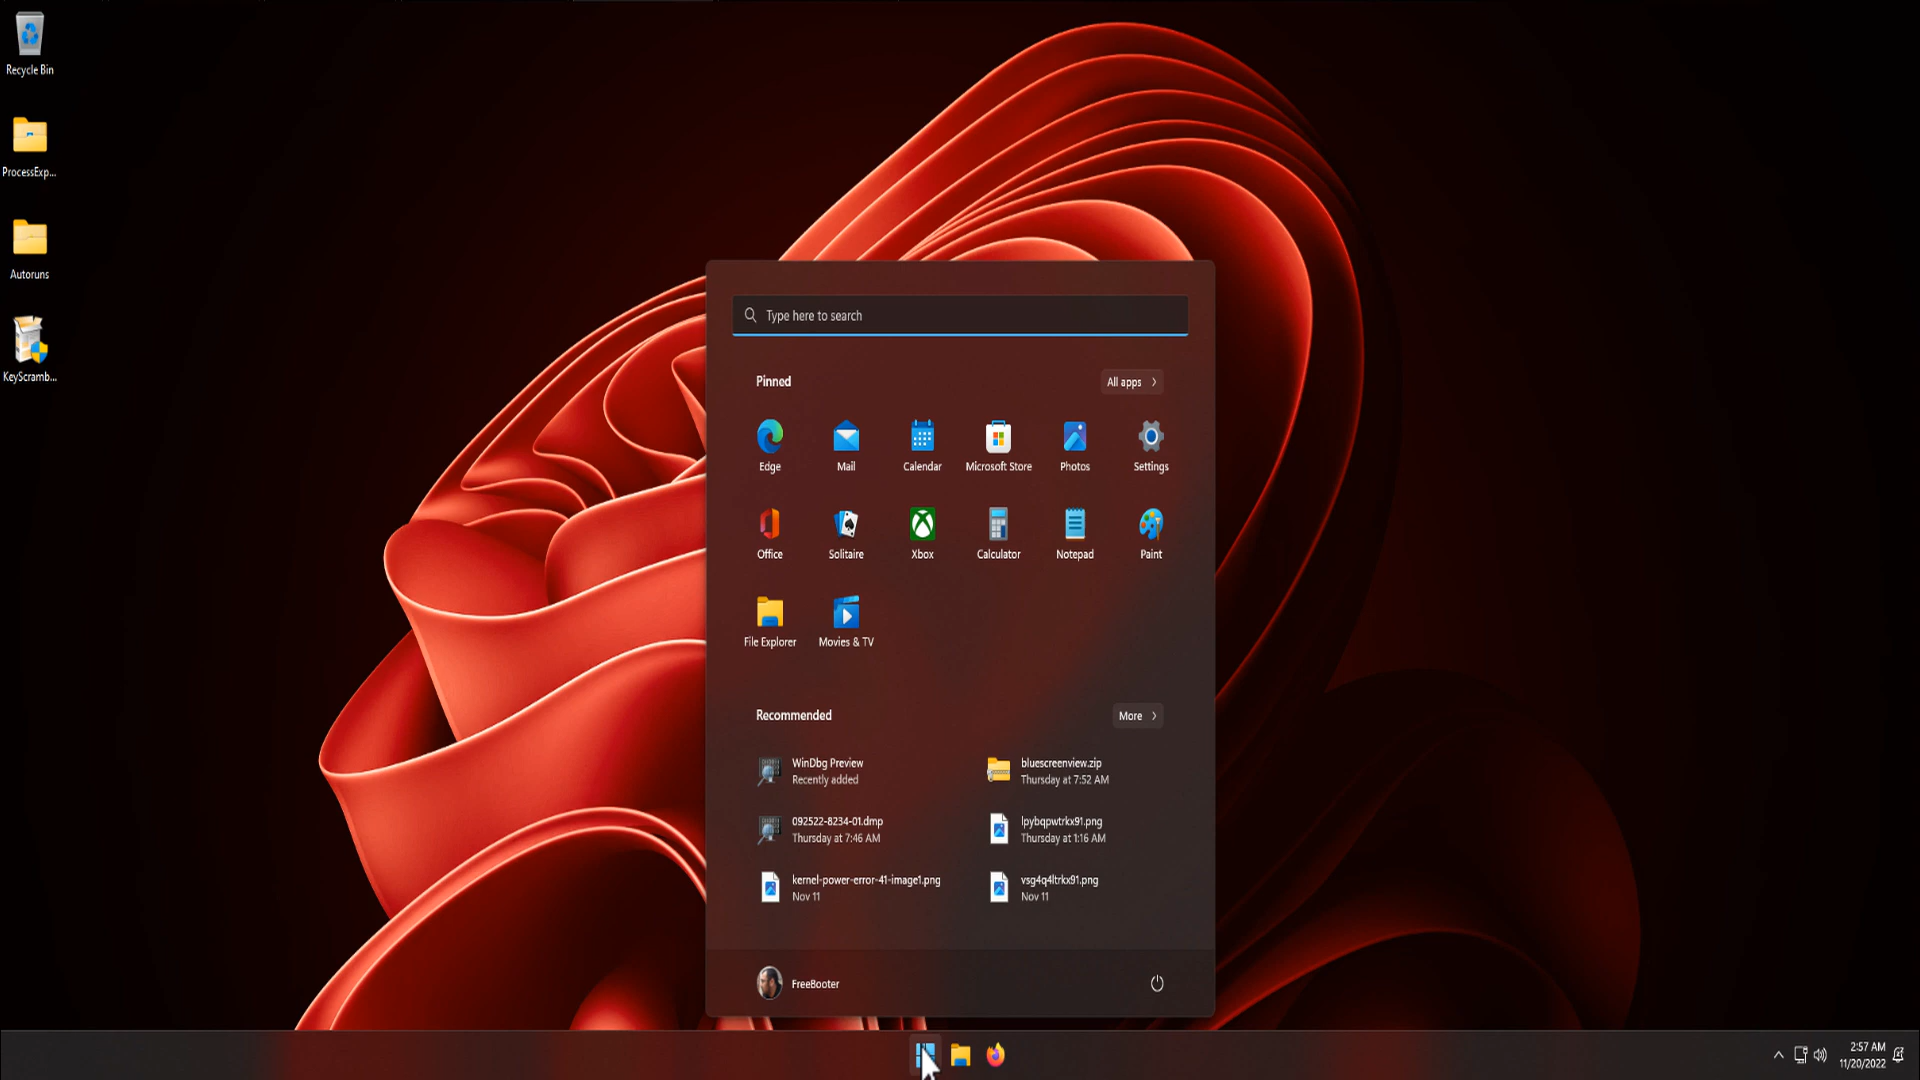 Recycle Bin
ProcessExp...
Autoruns
KeyScramb...
Type here to search
Pinned
All apps
Edge
Mail
Calendar
Microsoft Store
Photos
Settings
Office
Solitaire
Xbox
Calculator
Notepad
Paint
File Explorer
Movies & TV
Recommended
More
WinDbg Preview
Recently added
bluescreenview.zip
Thursday at 7:52 AM
092522-8234-01.dmp
Thursday at 7:46 AM
lpybqpwtrkx91.png
Thursday at 1:16 AM
kernel-power-error-41-image1.png
Nov 11
vsg4q4ltrkx91.png
Nov 11
FreeBooter
2:57 AM
11/20/2022